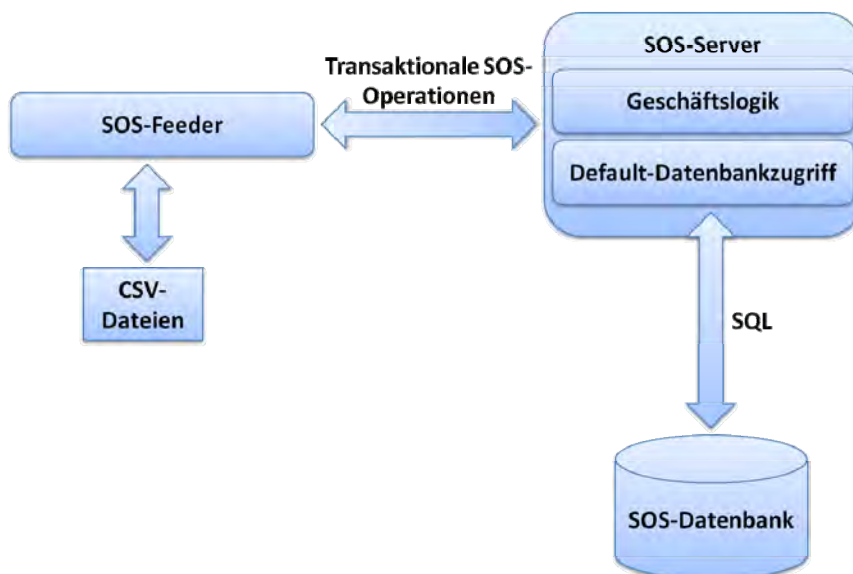 SOS-Server
Transaktionale SOS-
Operationen
Geschäftslogik
SOS-Feeder
Default-Datenbankzugriff
CSV-
Dateien
SQL
SOS-Datenbank